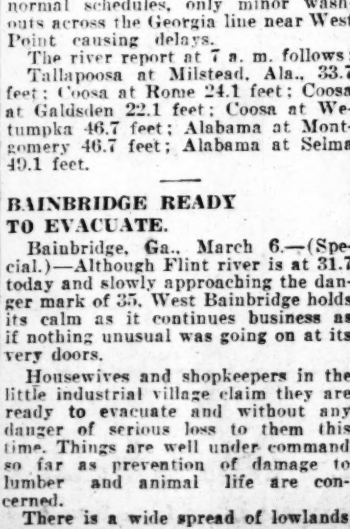 normal schedules, only minor wash-
outs across the Georgia line near West
Point causing delays.
The river report at 7 a. m. follows:
Tallapoosa at Milstead, Ala., 33.7
feet; Coosa at Rome 24.1 feet; Coosa
at Galdsden 22.1 feet; Coosa at We-
tumpka 46.7 feet; Alabama at Mont-
gomery 46.7 feet; Alabama at Selma
49.1 feet.
BAINBRIDGE READY
TO EVACUATE.
Bainbridge, Ga., March 6.—(Spe-
cial.)—Although Flint river is at 31.7
today and slowly approaching the dan-
ger mark of 35, West Bainbridge holds
its calm as it continues business as
if nothing unusual was going on at its
very doors.
Housewives and shopkeepers in the
little industrial village claim they are
ready to evacuate and without any
danger of serious loss to them this
time. Things are well under command
so far as prevention of damage to
lumber and animal life are con-
cerned.
There is a wide spread of lowlands